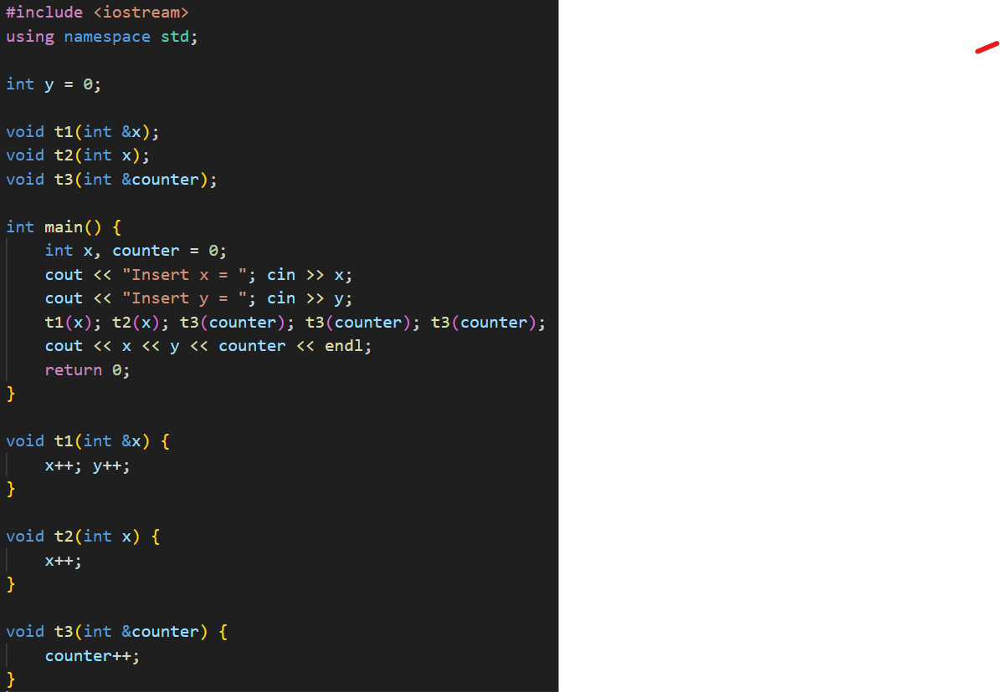 #include <iostream>
using namespace std;
int y = 0;
void t1(int &x);
void t2(int x);
void t3(int &counter);
int main() {
    int x, counter = 0;
    cout << "Insert x = "; cin >> x;
    cout << "Insert y = "; cin >> y;
    t1(x); t2(x); t3(counter); t3(counter); t3(counter);
    cout << x << y << counter << endl;
    return 0;
}
void t1(int &x) {
    x++; y++;
}
void t2(int x) {
    x++;
}
void t3(int &counter) {
    counter++;
}